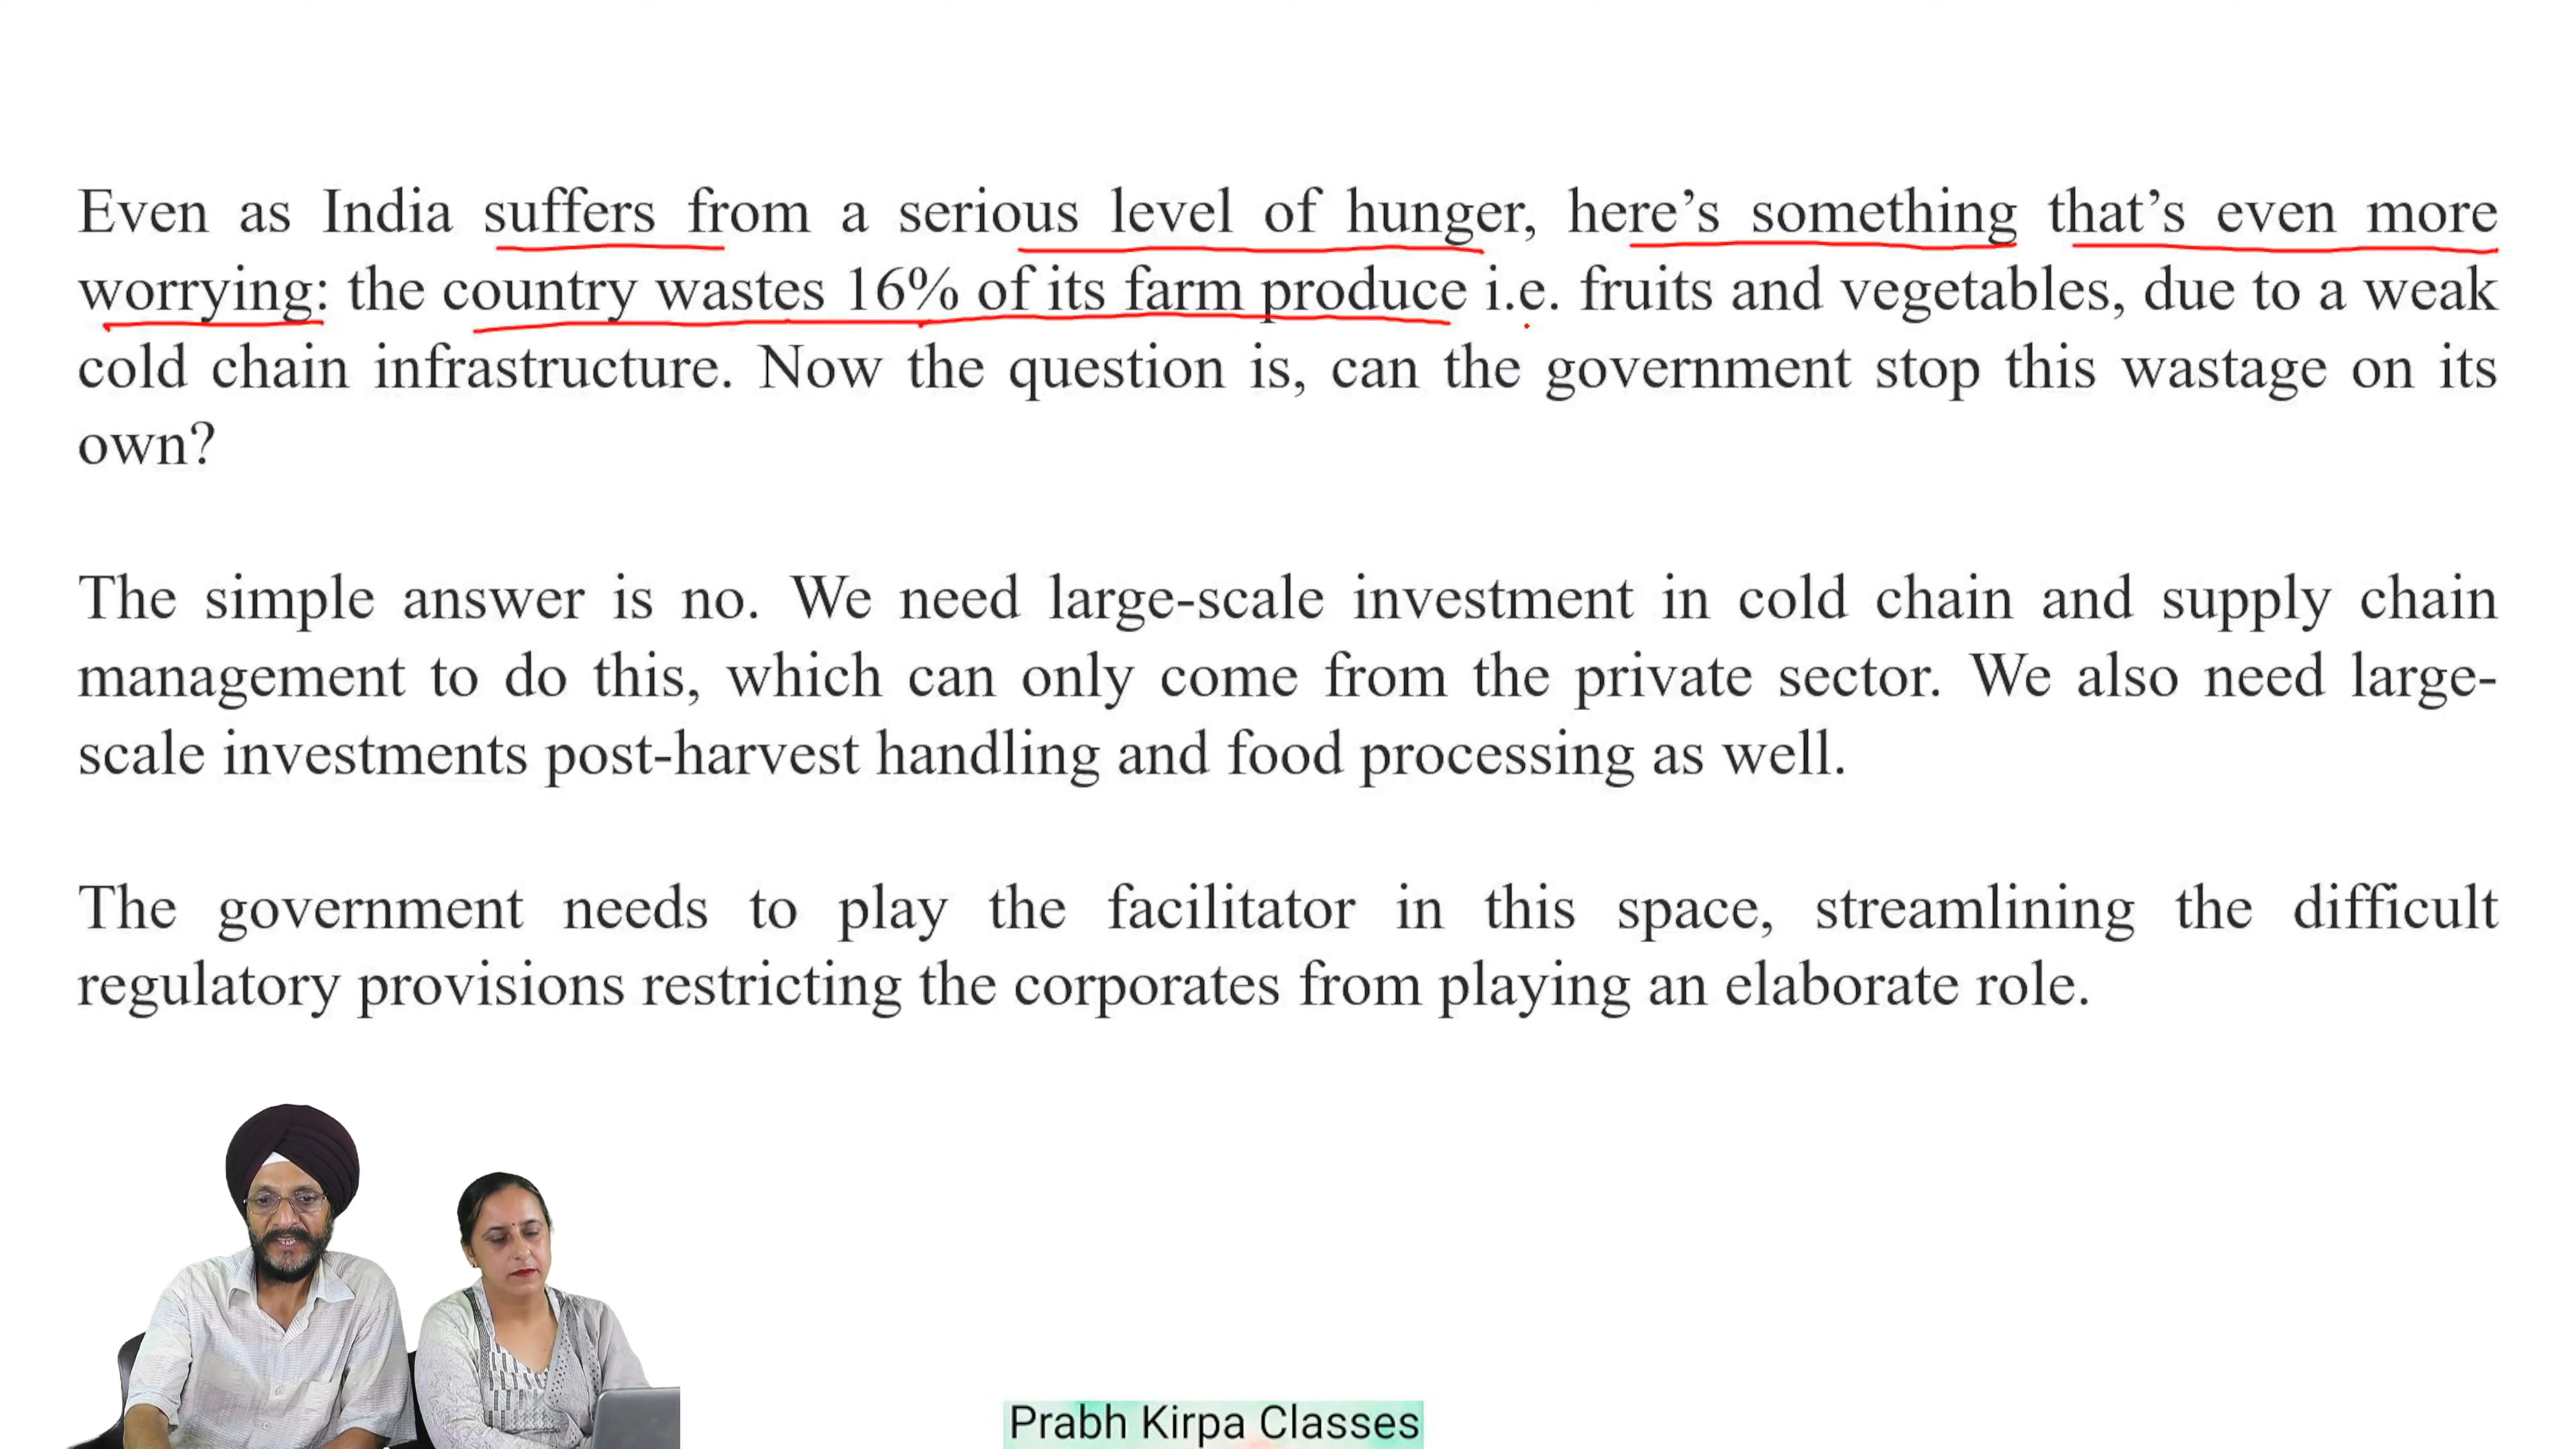 Even as India suffers from a serious level of hunger, here’s something that’s even more
worrying: the country wastes 16% of its farm produce i.e. fruits and vegetables, due to a weak
cold chain infrastructure. Now the question is, can the government stop this wastage on its
own?
The simple answer is no. We need large-scale investment in cold chain and supply chain
management to do this, which can only come from the private sector. We also need large-
scale investments post-harvest handling and food processing as well.
The government needs to play the facilitator in this space, streamlining the difficult
regulatory provisions restricting the corporates from playing an elaborate role.
Prabh Kirpa Classes